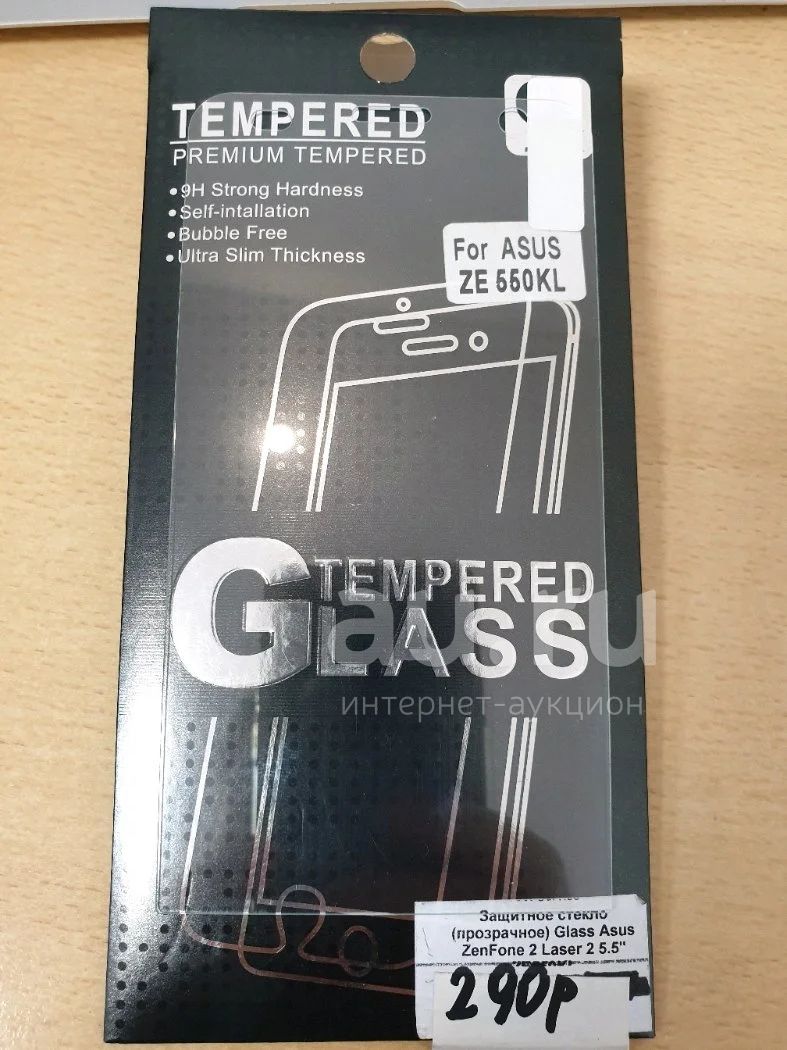 TEMPERED
PREMIUM TEMPERED
•9H Strong Hardness
•Self-intallation
•Bubble Free
•Ultra Slim Thickness
For ASUS
ZE 550KL
TEMPERED
GLASS
au.ru
интернет-аукцион
Защитное стекло
(прозрачное) Glass Asus
ZenFone 2 Laser 2 5.5"
290р